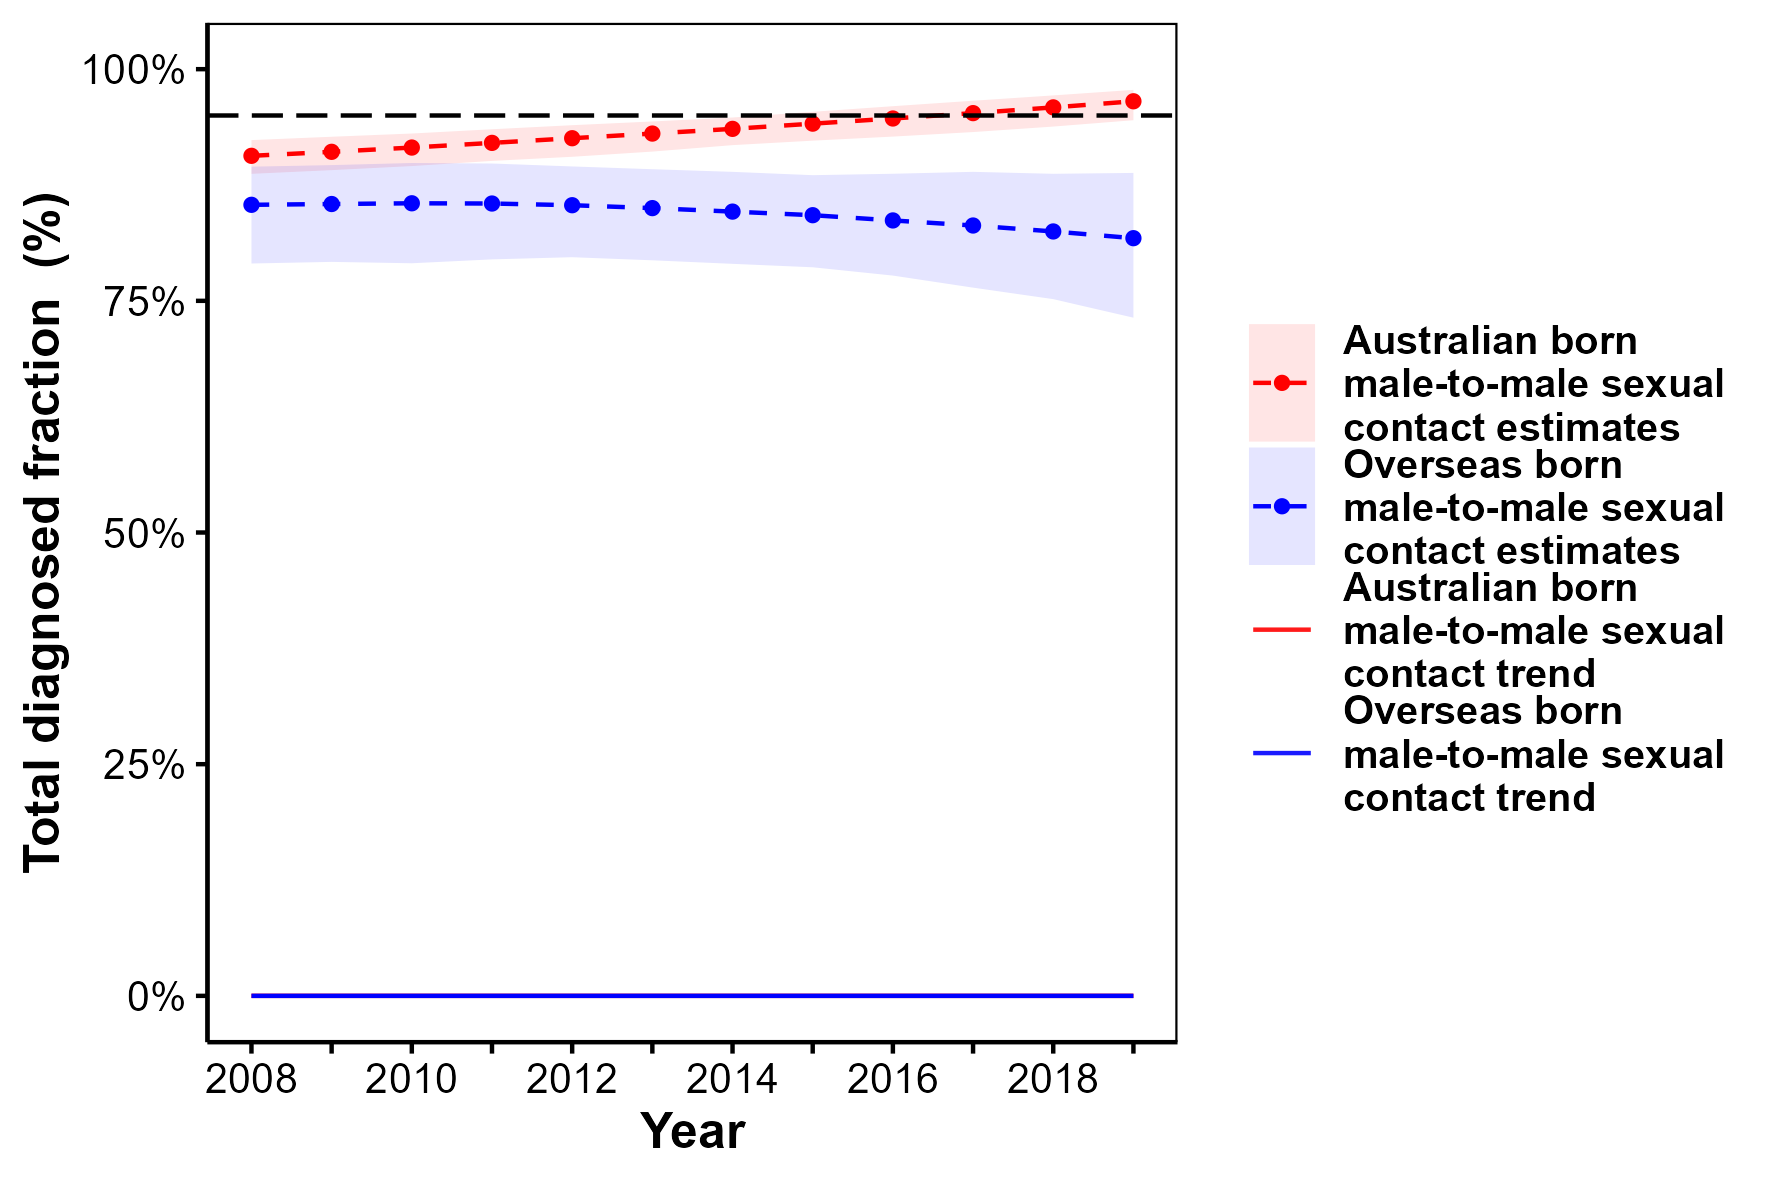 Total diagnosed fraction (%)
100%
75%
50%
25%
0%
2008 2010 2012 2014 2016 2018
Year
Australian born
male-to-male sexual
contact estimates
Overseas born
male-to-male sexual
contact estimates
Australian born
male-to-male sexual
contact trend
Overseas born
male-to-male sexual
contact trend